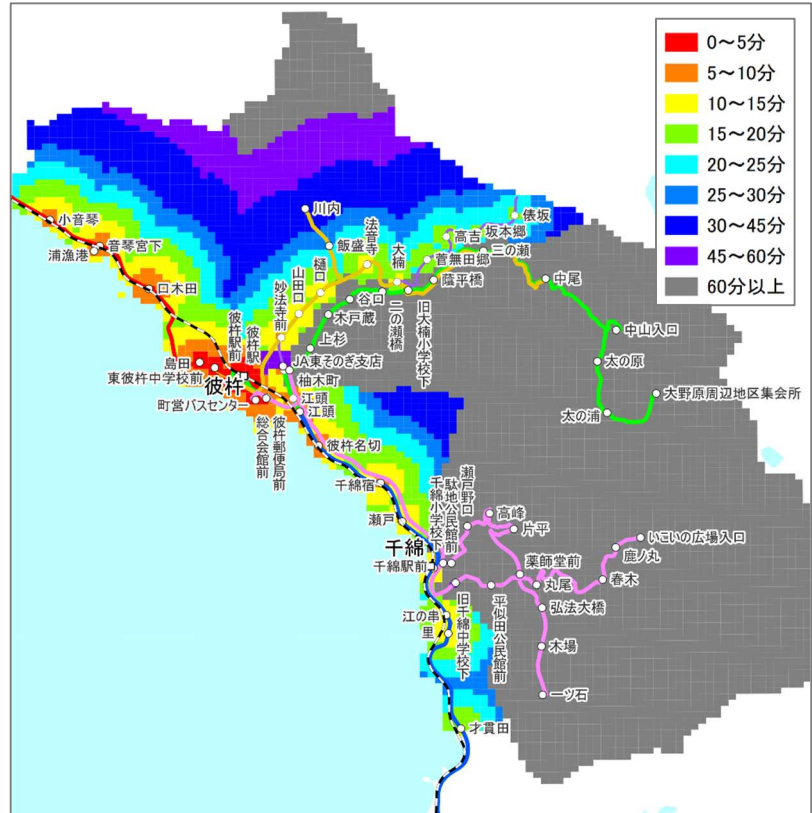 0～5分
5～10分
10～15分
15～20分
20～25分
25～30分
30～45分
45～60分
60分以上
小音琴
浦漁港
音琴宮下
口木田
島田
東彼杵中学校前
彼杵
町営バスセンター
彼杵駅前
彼杵駅
総合会館前
彼杵郵便局前
妙法寺前
山田口
樋口
川内
飯盛
法音寺
大楠
高吉
菅無田郷
坂本郷
俵坂
三の瀬
蔭平橋
旧大楠小学校下
二の瀬橋
谷口
木戸蔵
上杉
JA東そのぎ支店
柚木町
江頭
江頭
彼杵名切
千綿宿
瀬戸
千綿
千綿駅前
千綿小学校下
駄地公民館前
瀬戸野口
高峰
片平
薬師堂前
丸尾
弘法大橋
木場
一ツ石
春木
鹿ノ丸
いこいの広場入口
平似田公民館前
旧千綿中学校下
江の串
里
才貫田
中尾
中山入口
太の原
太の浦
大野原周辺地区集会所